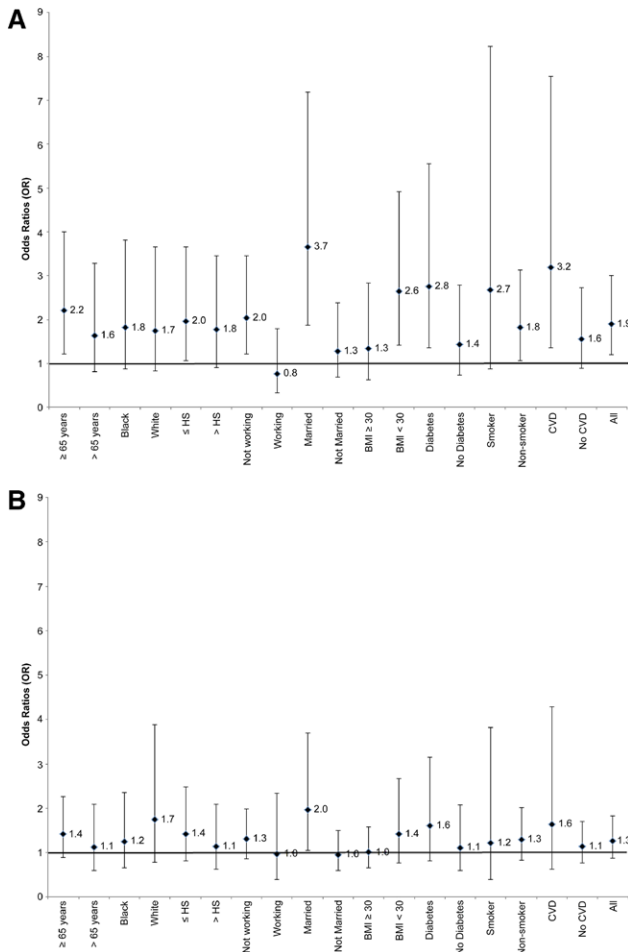 A
Odds Ratios (OR)
9
8
7
6
5
4
3
2
1
0
2.2
1.6
1.8
1.7
2.0
1.8
2.0
0.8
3.7
1.3
1.3
2.6
2.8
1.4
2.7
1.8
3.2
1.6
1.9
≥ 65 years
> 65 years
Black
White
≤ HS
> HS
Not working
Working
Married
Not Married
BMI ≥ 30
BMI < 30
Diabetes
No Diabetes
Smoker
Non-smoker
CVD
No CVD
All
B
Odds Ratios (OR)
9
8
7
6
5
4
3
2
1
0
1.4
1.1
1.2
1.7
1.4
1.1
1.3
1.0
2.0
1.0
1.0
1.4
1.6
1.1
1.2
1.3
1.6
1.1
1.3
≥ 65 years
> 65 years
Black
White
≤ HS
> HS
Not working
Working
Married
Not Married
BMI ≥ 30
BMI < 30
Diabetes
No Diabetes
Smoker
Non-smoker
CVD
No CVD
All